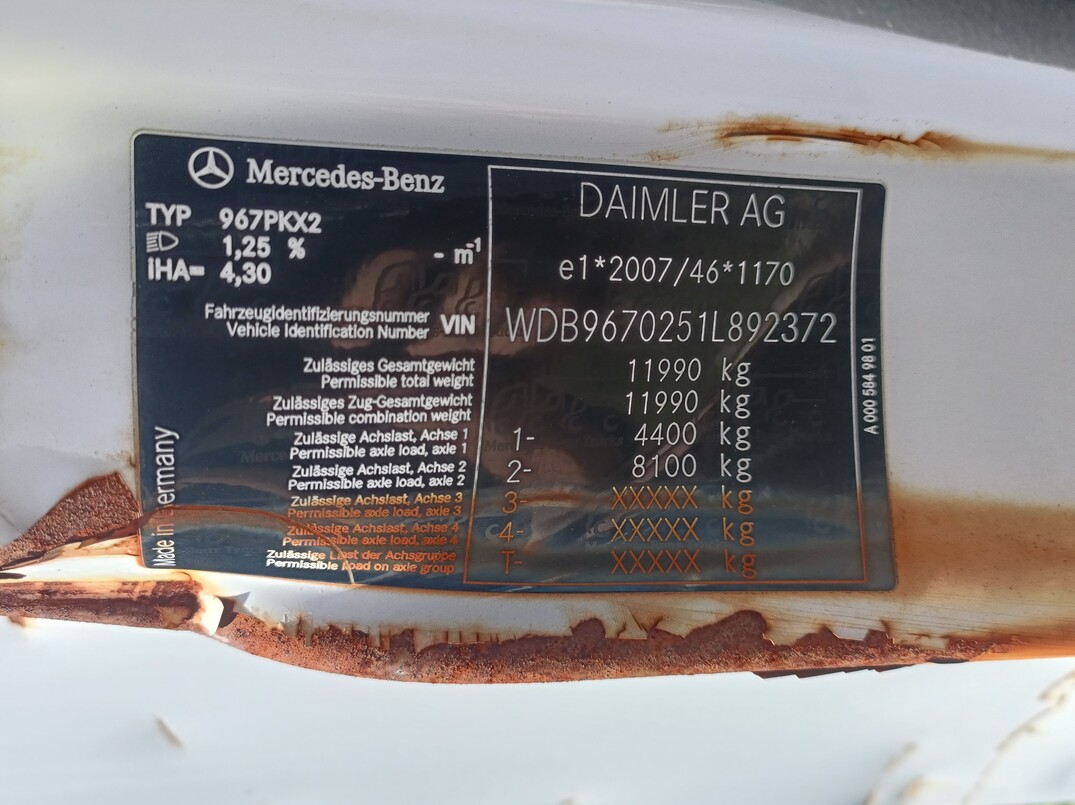 Mercedes-Benz
TYP 967PKX2
1,25 % - m⁻¹
IHA= 4,30
DAIMLER AG
e1*2007/46*1170
Fahrzeugidentifizierungsnummer
Vehicle Identification Number VIN WDB9670251L892372
Zulässiges Gesamtgewicht
Permissible total weight 11990 kg
Zulässiges Zug-Gesamtgewicht
Permissible combination weight 11990 kg
Zulässige Achslast, Achse 1
Permissible axle load, axle 1 1- 4400 kg
Zulässige Achslast, Achse 2
Permissible axle load, axle 2 2- 8100 kg
Zulässige Achslast, Achse 3
Permissible axle load, axle 3 3- XXXXX kg
Zulässige Achslast, Achse 4
Permissible axle load, axle 4 4- XXXXX kg
Zulässige Last der Achsgruppe
Permissible load on axle group T- XXXXX kg
Made in Germany
A 000 584 98 01